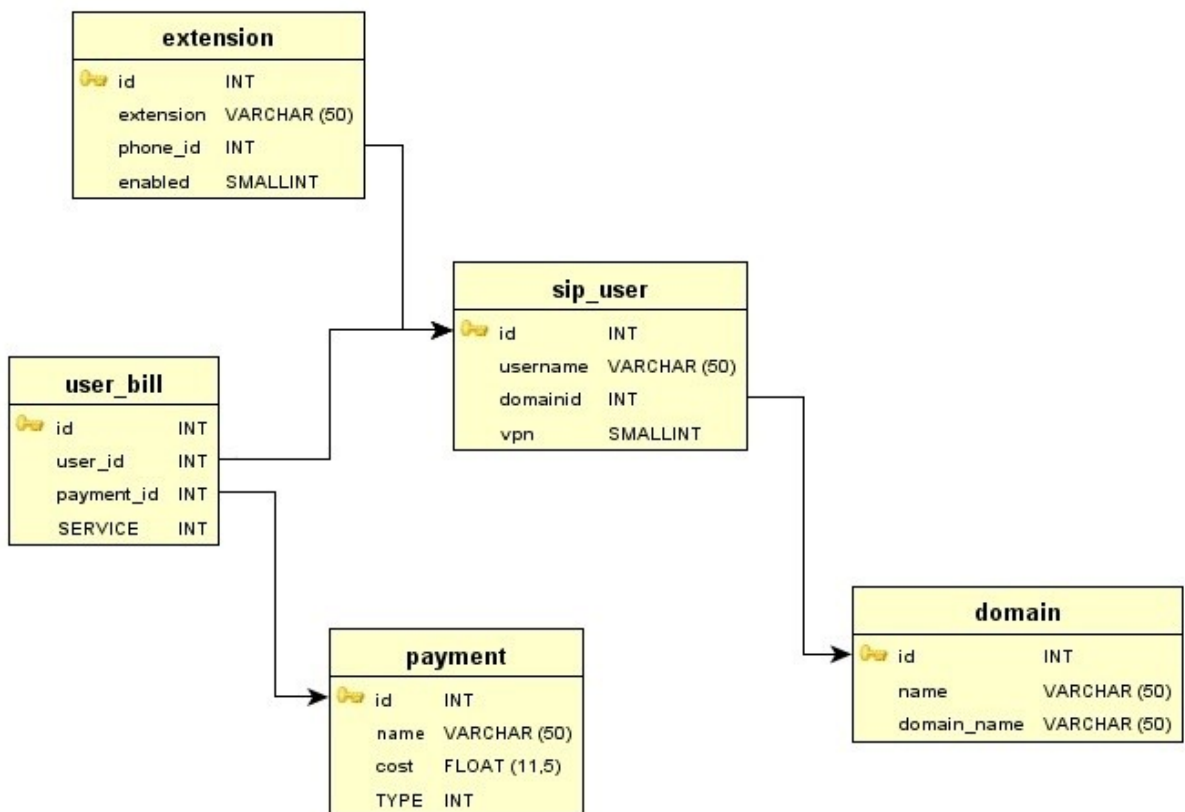 extension
id INT
extension VARCHAR (50)
phone_id INT
enabled SMALLINT
sip_user
id INT
username VARCHAR (50)
domainid INT
vpn SMALLINT
user_bill
id INT
user_id INT
payment_id INT
SERVICE INT
payment
id INT
name VARCHAR (50)
cost FLOAT (11,5)
TYPE INT
domain
id INT
name VARCHAR (50)
domain_name VARCHAR (50)